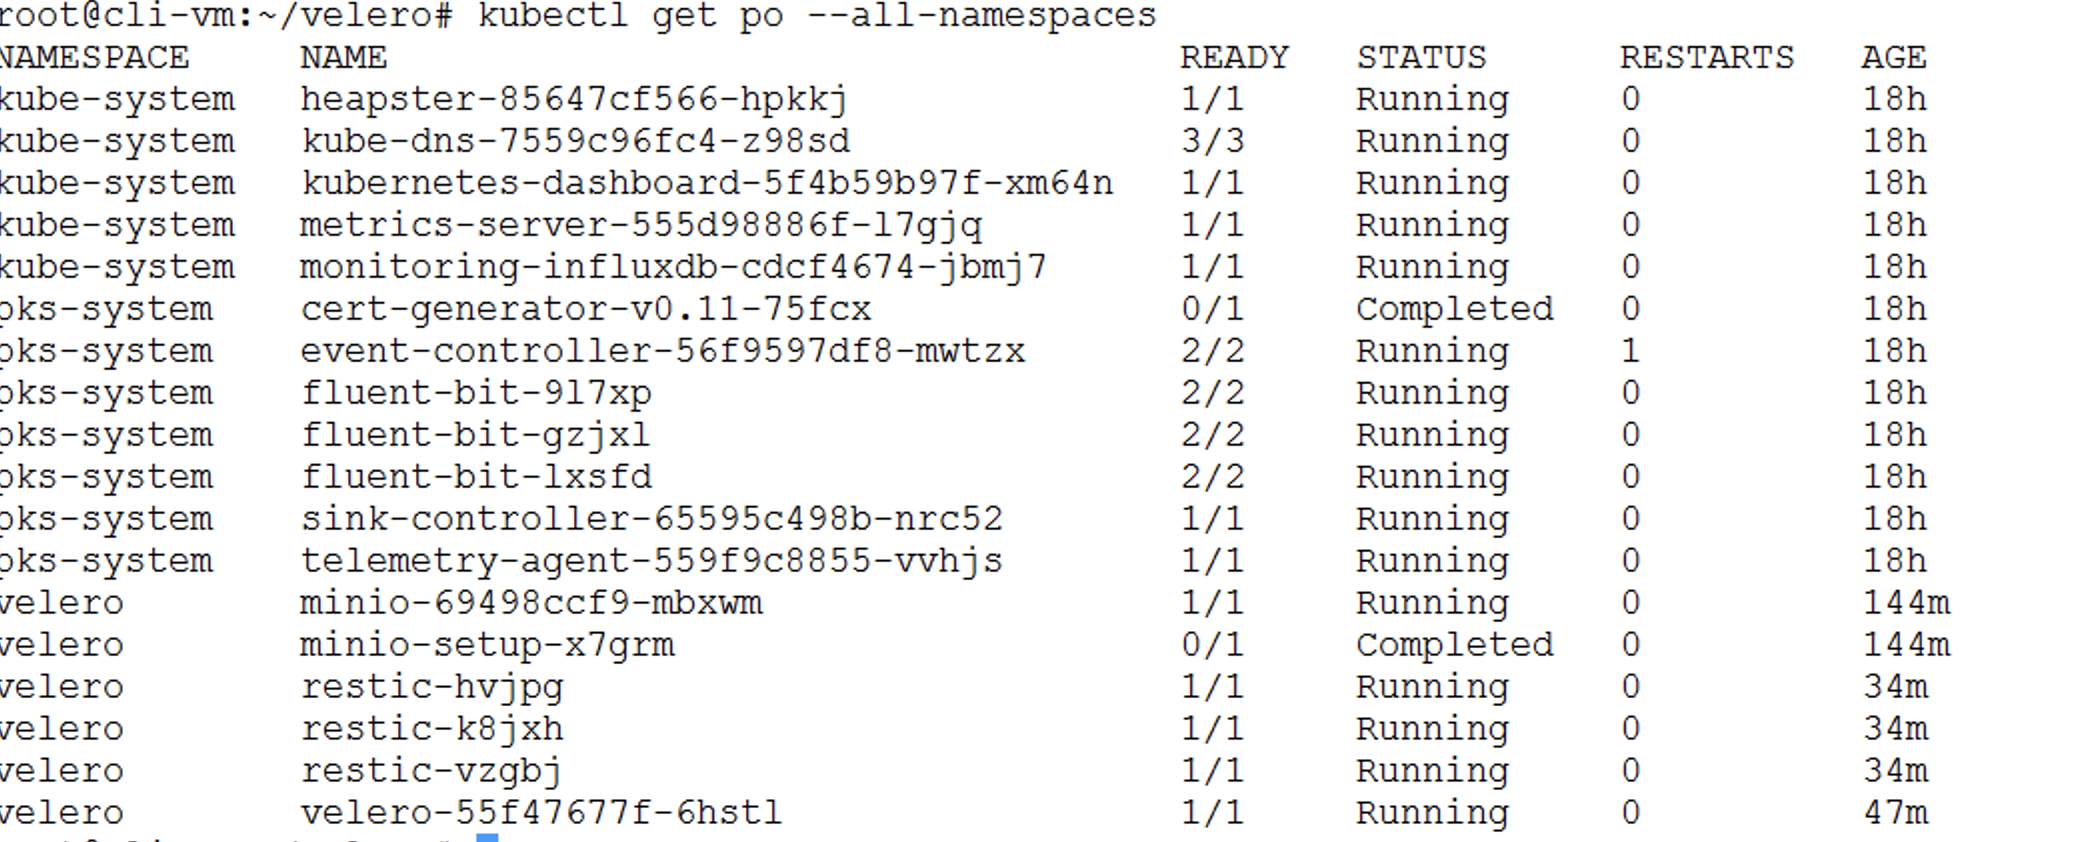 root@cli-vm:~/velero# kubectl get po --all-namespaces
NAMESPACE NAME READY STATUS RESTARTS AGE
kube-system heapster-85647cf566-hpkkj 1/1 Running 0 18h
kube-system kube-dns-7559c96fc4-z98sd 3/3 Running 0 18h
kube-system kubernetes-dashboard-5f4b59b97f-xm64n 1/1 Running 0 18h
kube-system metrics-server-555d98886f-l7gjq 1/1 Running 0 18h
kube-system monitoring-influxdb-cdcf4674-jbmj7 1/1 Running 0 18h
pks-system cert-generator-v0.11-75fcx 0/1 Completed 0 18h
pks-system event-controller-56f9597df8-mwtzx 2/2 Running 1 18h
pks-system fluent-bit-9l7xp 2/2 Running 0 18h
pks-system fluent-bit-gzjxl 2/2 Running 0 18h
pks-system fluent-bit-lxsfd 2/2 Running 0 18h
pks-system sink-controller-65595c498b-nrc52 1/1 Running 0 18h
pks-system telemetry-agent-559f9c8855-vvhjs 1/1 Running 0 18h
velero minio-69498ccf9-mbxwm 1/1 Running 0 144m
velero minio-setup-x7grm 0/1 Completed 0 144m
velero restic-hvjpg 1/1 Running 0 34m
velero restic-k8jxh 1/1 Running 0 34m
velero restic-vzgbj 1/1 Running 0 34m
velero velero-55f47677f-6hstl 1/1 Running 0 47m